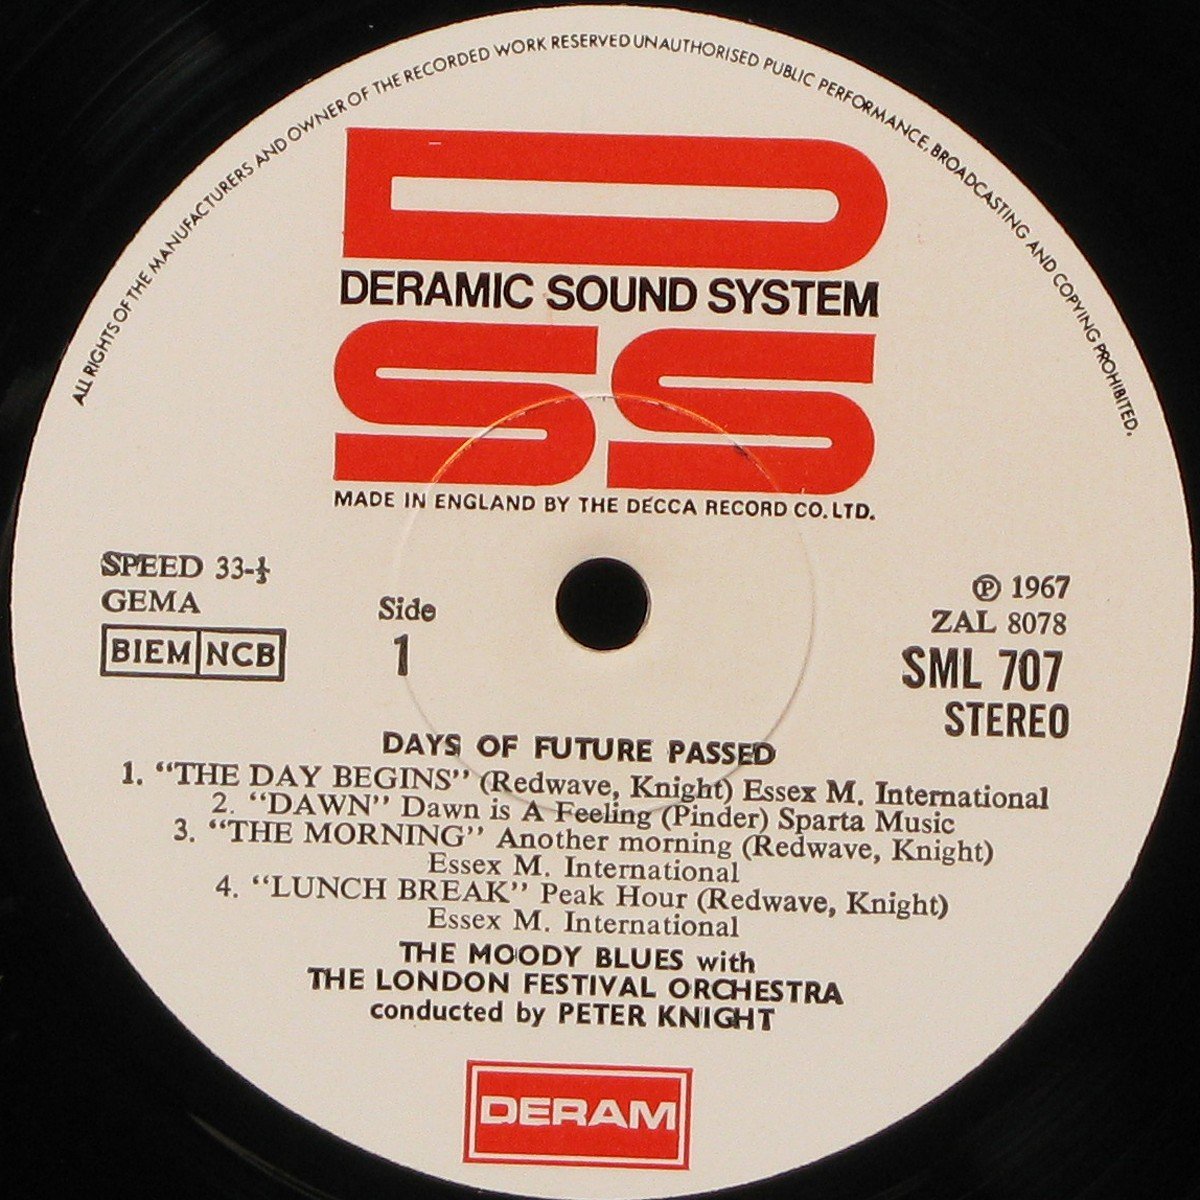 ALL RIGHTS OF THE MANUFACTURERS AND OWNER OF THE RECORDED WORK RESERVED UNAUTHORISED PUBLIC PERFORMANCE, BROADCASTING AND COPYING PROHIBITED.
D
DERAMIC SOUND SYSTEM
SS
MADE IN ENGLAND BY THE DECCA RECORD CO. LTD.
SPEED 33-⅓
GEMA
BIEM NCB
Side
1
℗ 1967
ZAL 8078
SML 707
STEREO
DAYS OF FUTURE PASSED
1. “THE DAY BEGINS” (Redwave, Knight) Essex M. International
2. “DAWN” Dawn is A Feeling (Pinder) Sparta Music
3. “THE MORNING” Another morning (Redwave, Knight)
Essex M. International
4. “LUNCH BREAK” Peak Hour (Redwave, Knight)
Essex M. International
THE MOODY BLUES with
THE LONDON FESTIVAL ORCHESTRA
conducted by PETER KNIGHT
DERAM